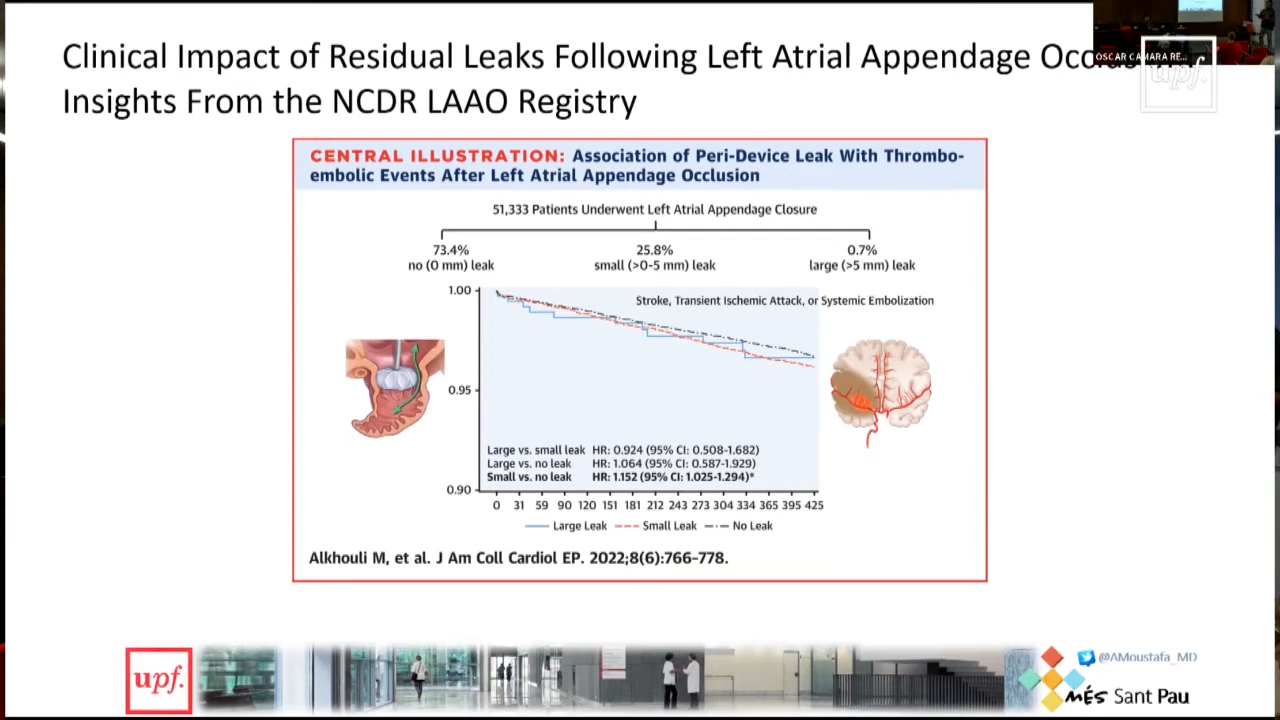 Clinical Impact of Residual Leaks Following Left Atrial Appendage
Insights From the NCDR LAAO Registry
OSCAR CAMARA RE...
upf.
CENTRAL ILLUSTRATION: Association of Peri-Device Leak With Thrombo-
embolic Events After Left Atrial Appendage Occlusion
51,333 Patients Underwent Left Atrial Appendage Closure
73.4% 25.8% 0.7%
no (0 mm) leak small (>0-5 mm) leak large (>5 mm) leak
1.00
Stroke, Transient Ischemic Attack, or Systemic Embolization
0.95
Large vs. small leak HR: 0.924 (95% CI: 0.508-1.682)
Large vs. no leak HR: 1.064 (95% CI: 0.587-1.929)
Small vs. no leak HR: 1.152 (95% CI: 1.025-1.294)*
0.90
0 31 59 90 120 151 181 212 243 273 304 334 365 395 425
Large Leak Small Leak No Leak
Alkhouli M, et al. J Am Coll Cardiol EP. 2022;8(6):766-778.
upf.
@AMoustafa_MD
MÉS Sant Pau